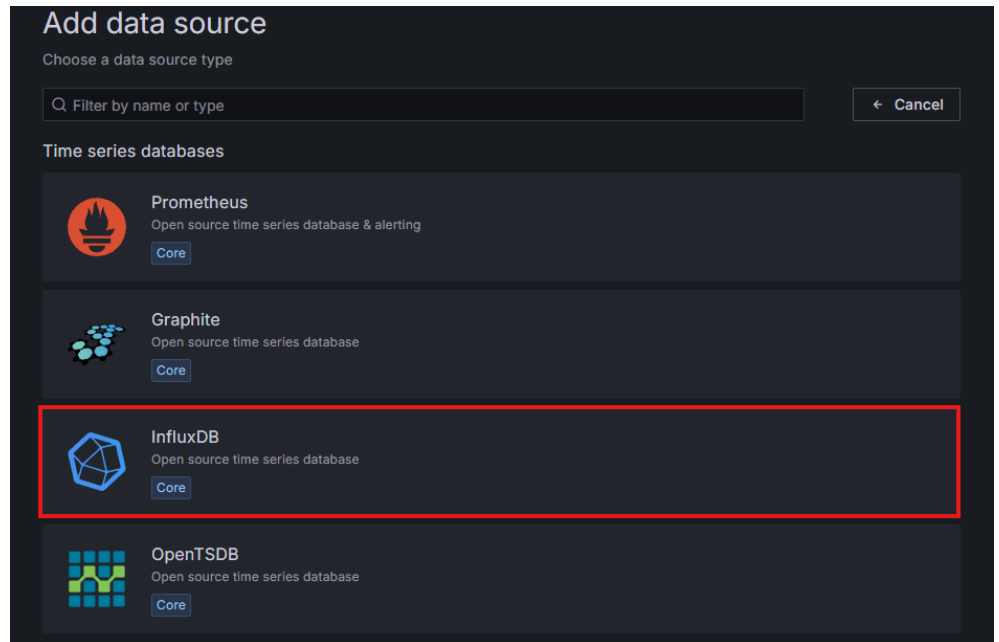 Add data source
Choose a data source type
Filter by name or type
← Cancel
Time series databases
Prometheus
Open source time series database & alerting
Core
Graphite
Open source time series database
Core
InfluxDB
Open source time series database
Core
OpenTSDB
Open source time series database
Core